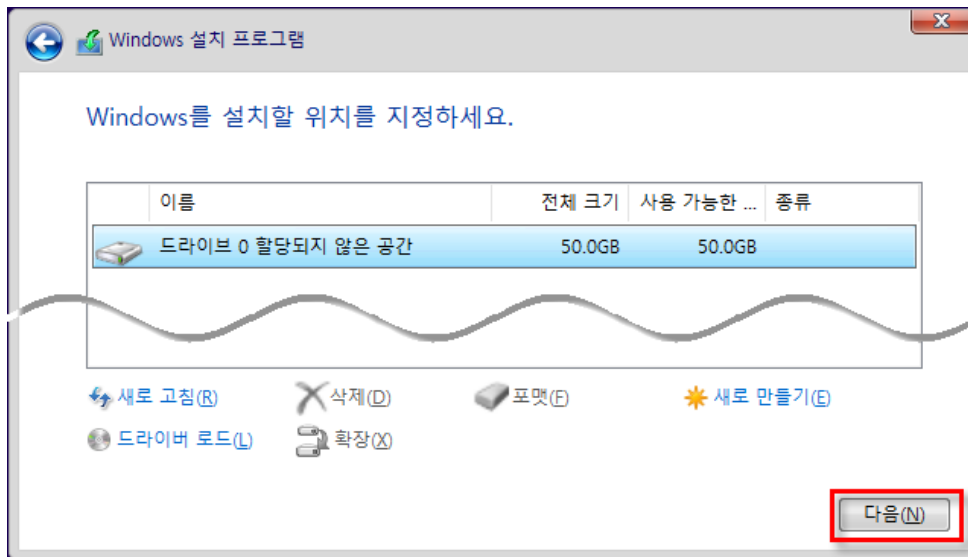 Windows 설치 프로그램
Windows를 설치할 위치를 지정하세요.
이름 전체 크기 사용 가능한 ... 종류
드라이브 0 할당되지 않은 공간 50.0GB 50.0GB
새로 고침(R) 삭제(D) 포맷(F) 새로 만들기(E)
드라이버 로드(L) 확장(X)
다음(N)